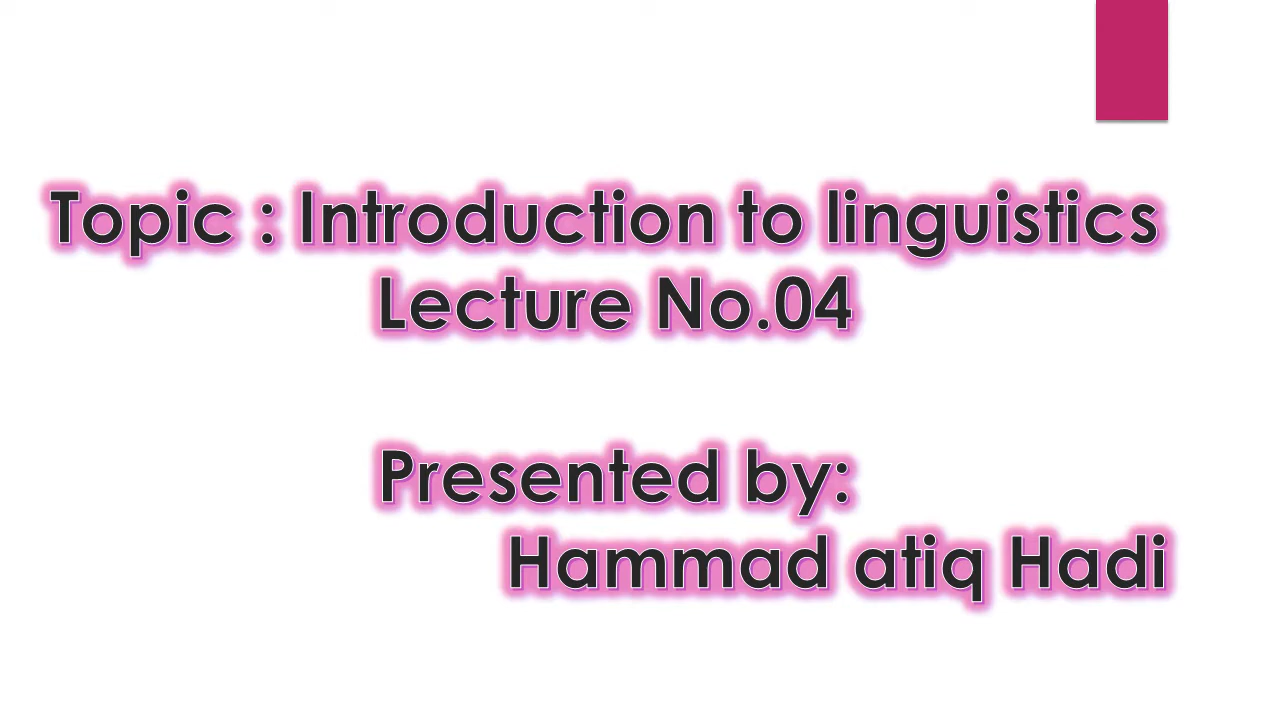 Topic : Introduction to linguistics
Lecture No.04
Presented by:
Hammad atiq Hadi